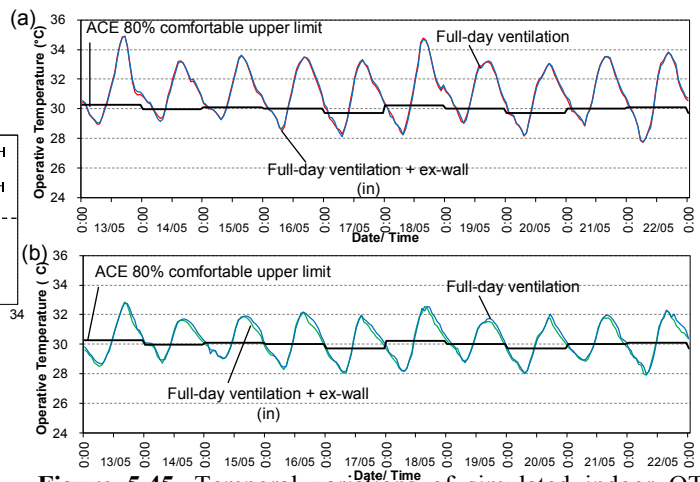 (a)
36
34
32
30
28
26
24
Operative Temperature (°C)
ACE 80% comfortable upper limit
Full-day ventilation
Full-day ventilation + ex-wall
(in)
0:00 13/05 0:00 14/05 0:00 15/05 0:00 16/05 0:00 17/05 0:00 18/05 0:00 19/05 0:00 20/05 0:00 21/05 0:00 22/05 0:00
Date/ Time
34
(b)
36
34
32
30
28
26
24
Operative Temperature ( C)
ACE 80% comfortable upper limit
Full-day ventilation
Full-day ventilation + ex-wall
(in)
0:00 13/05 0:00 14/05 0:00 15/05 0:00 16/05 0:00 17/05 0:00 18/05 0:00 19/05 0:00 20/05 0:00 21/05 0:00 22/05 0:00
Date/ Time
Figure 5.45. Temporal variations of simulated indoor OT